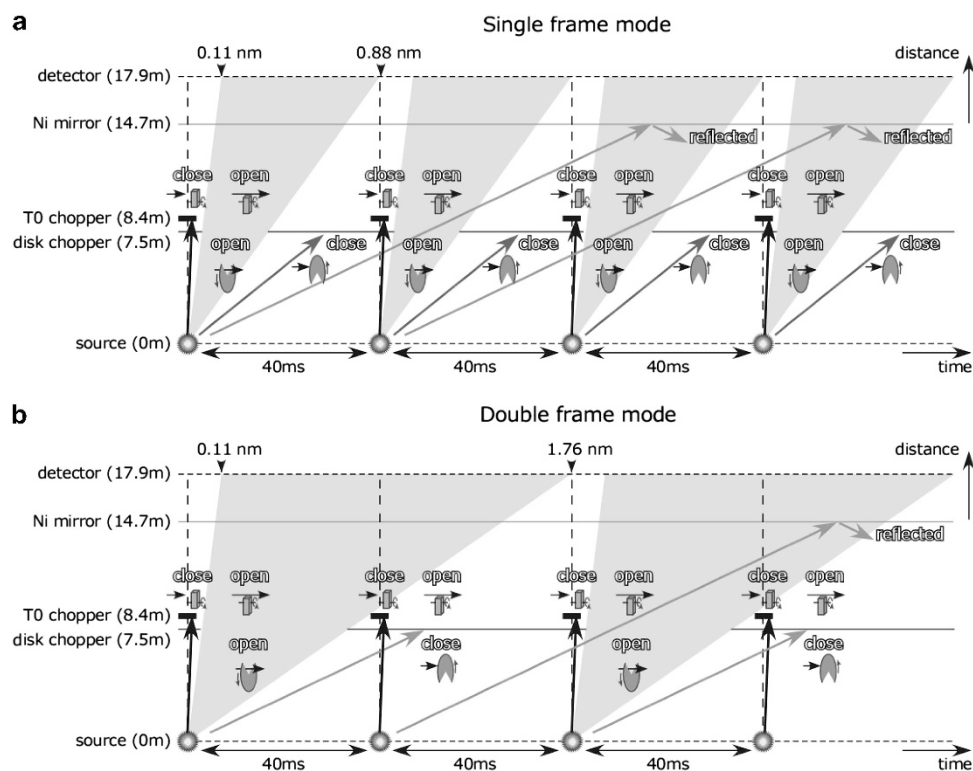 a
Single frame mode
0.11 nm 0.88 nm distance
detector (17.9m)
Ni mirror (14.7m)
reflected reflected
close open close open close open close open
T0 chopper (8.4m)
disk chopper (7.5m)
open close open close open close open close
source (0m)
40ms 40ms 40ms time
b
Double frame mode
0.11 nm 1.76 nm distance
detector (17.9m)
Ni mirror (14.7m)
reflected
close open close open close open close open
T0 chopper (8.4m)
disk chopper (7.5m)
open close open close
source (0m)
40ms 40ms 40ms time